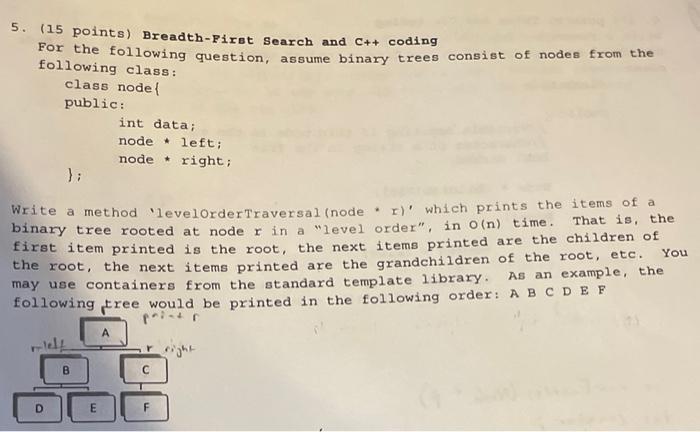 5. (15 points) Breadth-First Search and C++ coding
For the following question, assume binary trees consist of nodes from the
following class:
class node{
public:
int data;
node * left;
node * right;
};
Write a method 'levelOrderTraversal(node * r)' which prints the items of a
binary tree rooted at node r in a "level order", in O(n) time. That is, the
first item printed is the root, the next items printed are the children of
the root, the next items printed are the grandchildren of the root, etc. You
may use containers from the standard template library. As an example, the
following tree would be printed in the following order: A B C D E F
print r
A
r left
r right
B C
D E F